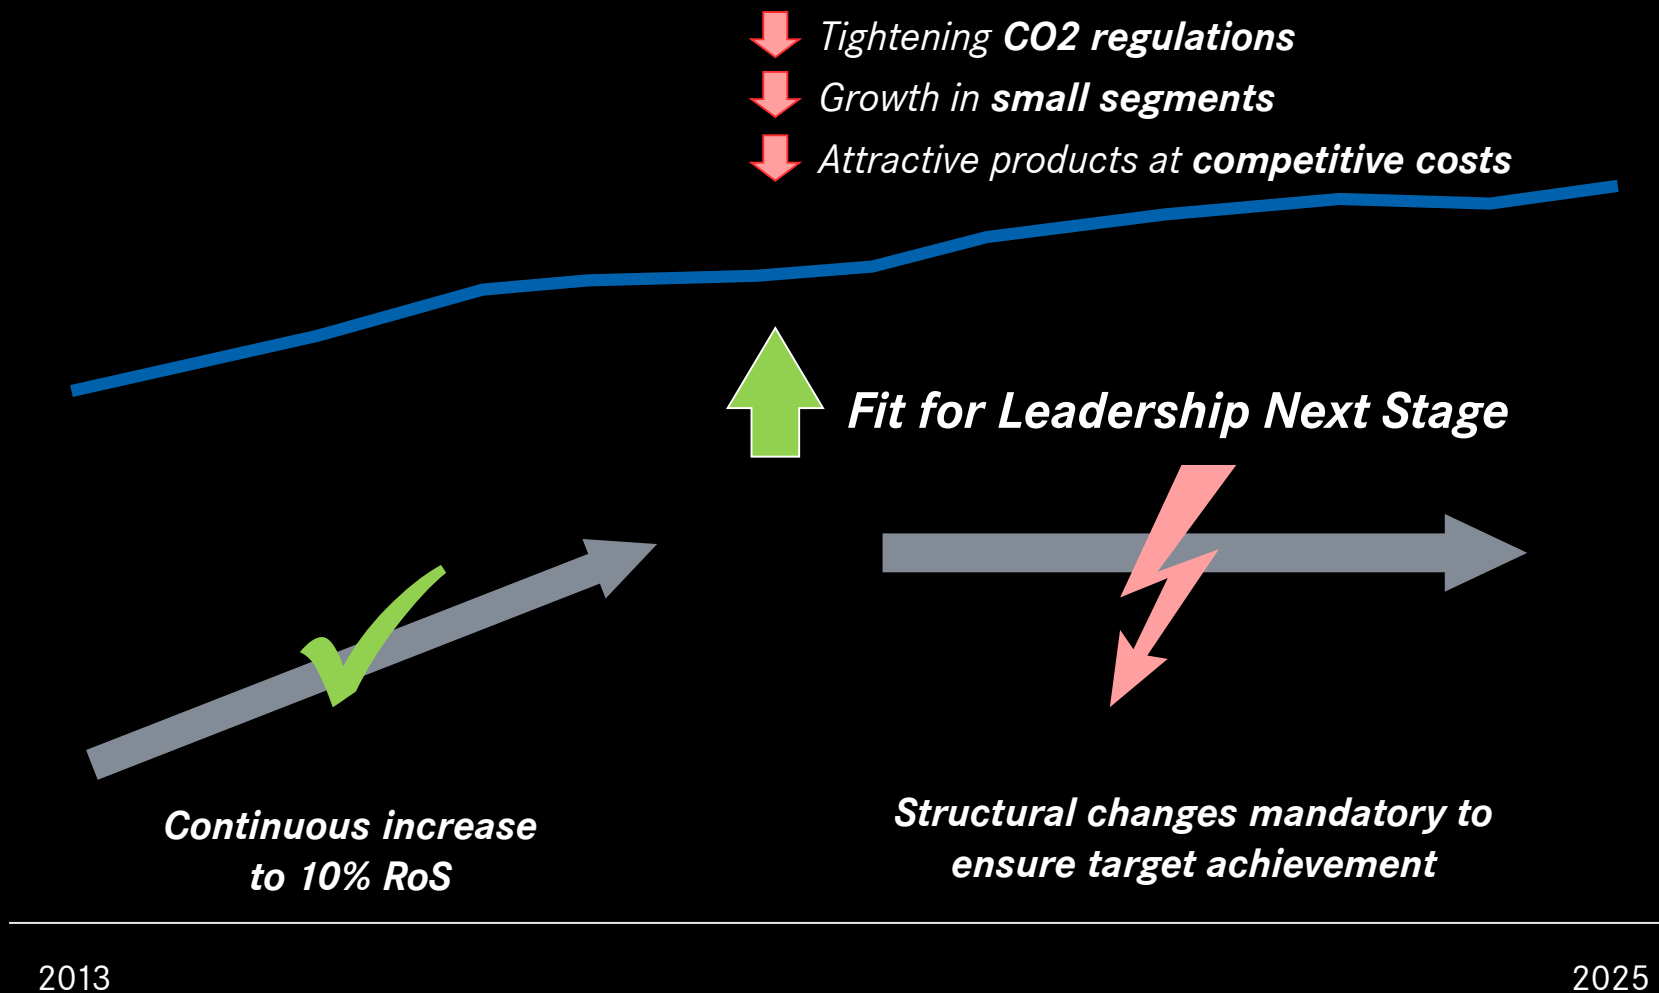 Tightening CO2 regulations
Growth in small segments
Attractive products at competitive costs
Fit for Leadership Next Stage
Continuous increase
to 10% RoS
Structural changes mandatory to
ensure target achievement
2013
2025